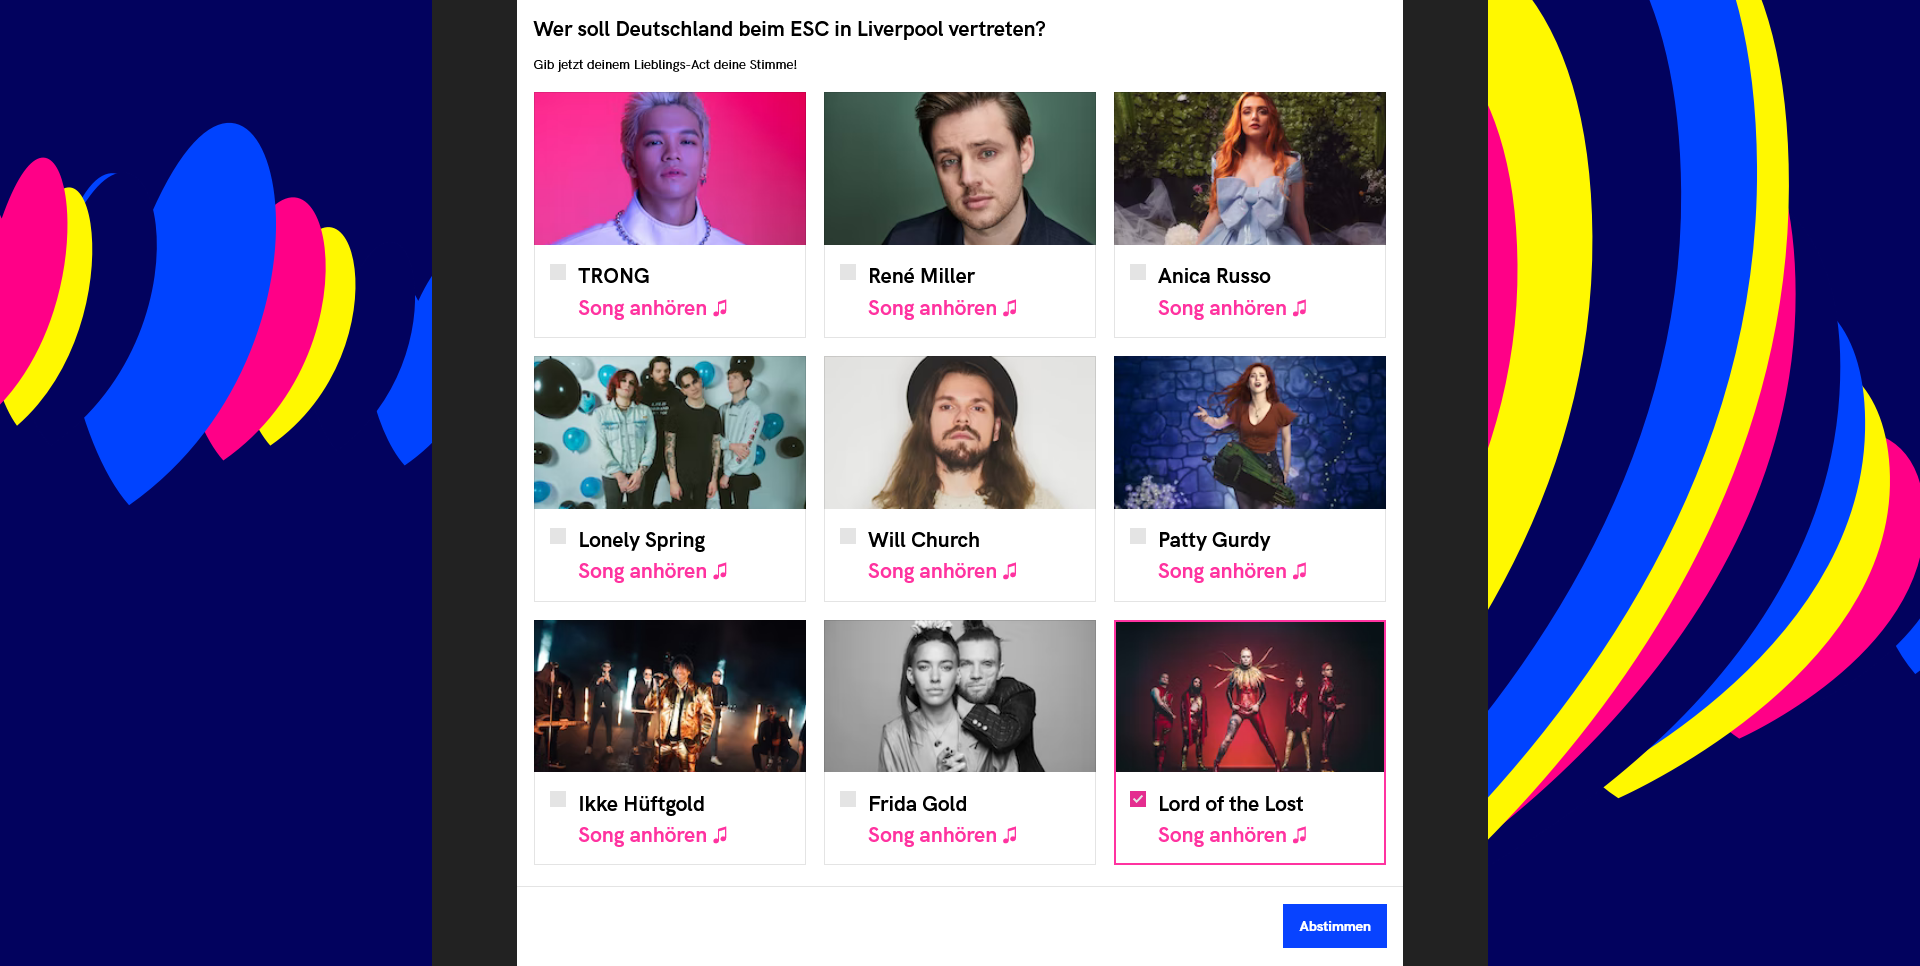 Wer soll Deutschland beim ESC in Liverpool vertreten?
Gib jetzt deinem Lieblings-Act deine Stimme!
TRONG
Song anhören
René Miller
Song anhören
Anica Russo
Song anhören
Lonely Spring
Song anhören
Will Church
Song anhören
Patty Gurdy
Song anhören
Ikke Hüftgold
Song anhören
Frida Gold
Song anhören
Lord of the Lost
Song anhören
Abstimmen